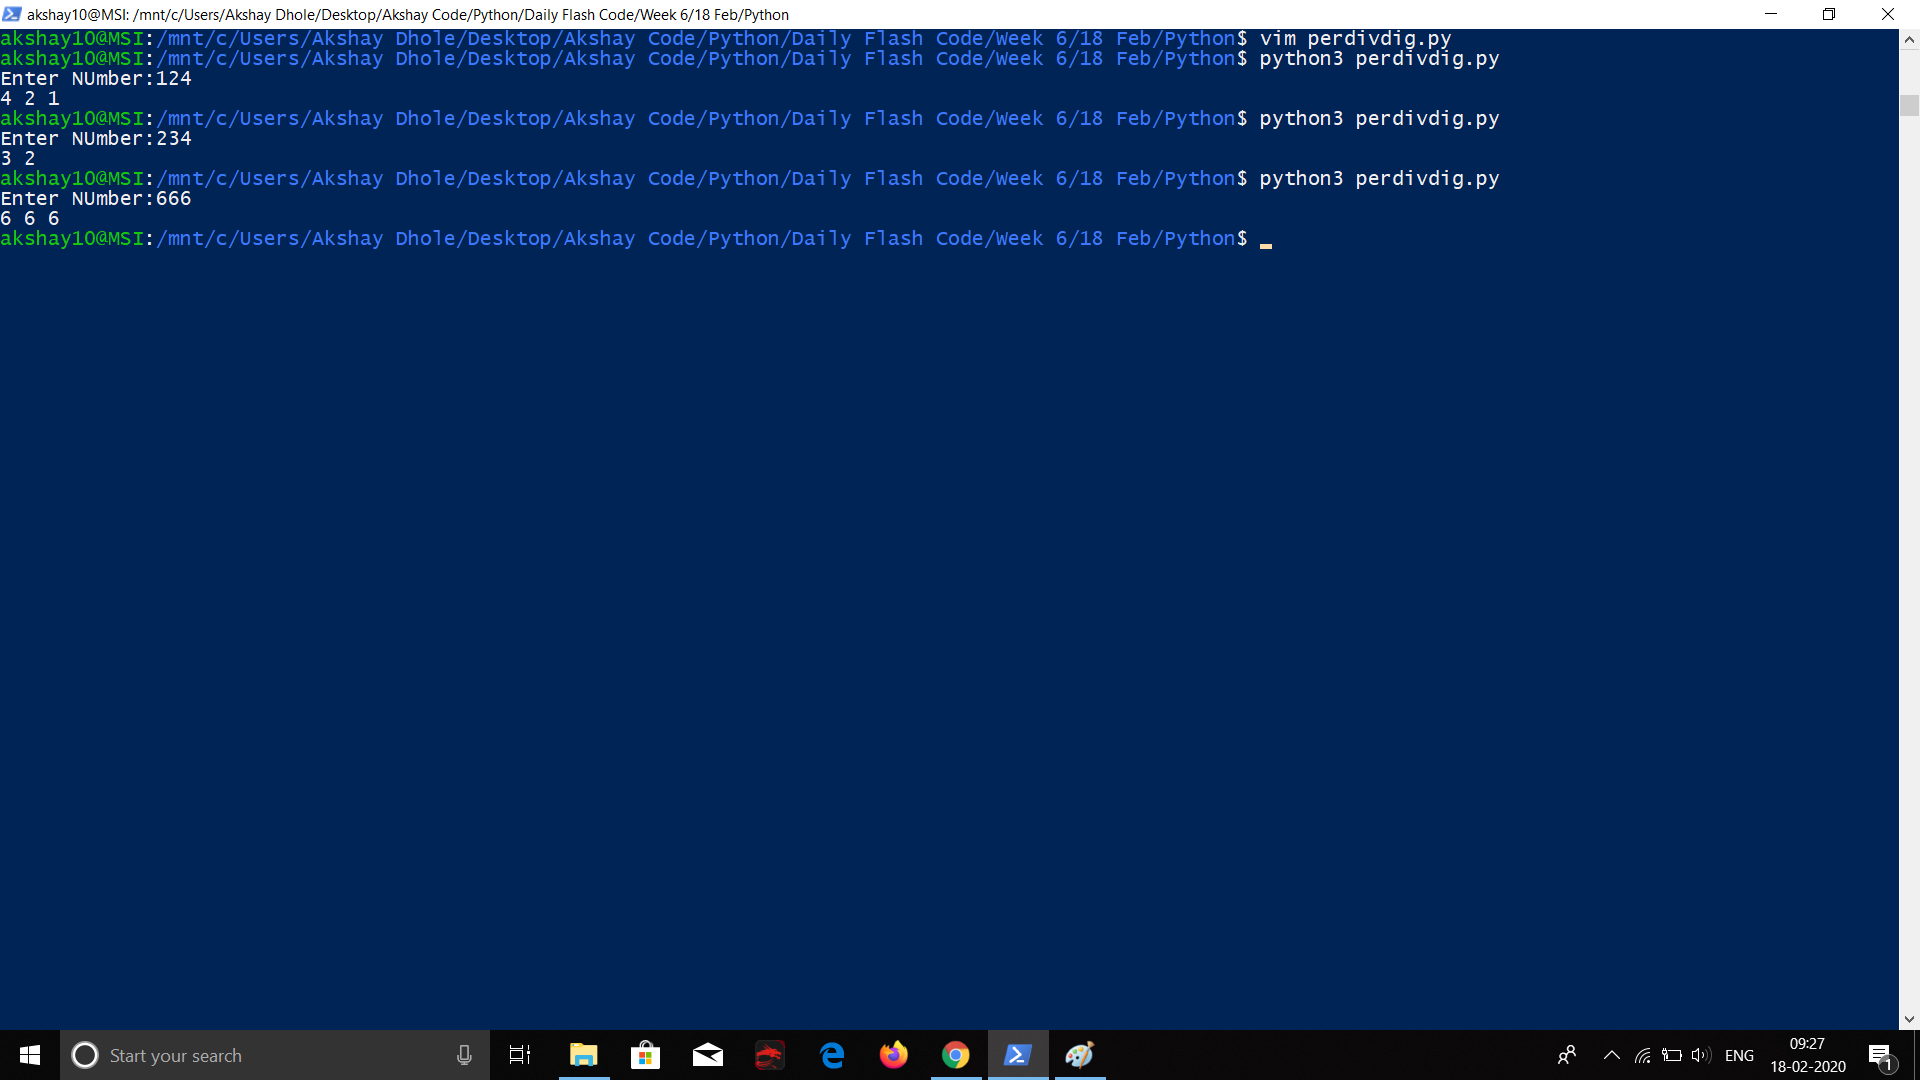 akshay10@MSI: /mnt/c/Users/Akshay Dhole/Desktop/Akshay Code/Python/Daily Flash Code/Week 6/18 Feb/Python
akshay10@MSI:/mnt/c/Users/Akshay Dhole/Desktop/Akshay Code/Python/Daily Flash Code/Week 6/18 Feb/Python$ vim perdivdig.py
akshay10@MSI:/mnt/c/Users/Akshay Dhole/Desktop/Akshay Code/Python/Daily Flash Code/Week 6/18 Feb/Python$ python3 perdivdig.py
Enter NUmber:124
4 2 1
akshay10@MSI:/mnt/c/Users/Akshay Dhole/Desktop/Akshay Code/Python/Daily Flash Code/Week 6/18 Feb/Python$ python3 perdivdig.py
Enter NUmber:234
3 2
akshay10@MSI:/mnt/c/Users/Akshay Dhole/Desktop/Akshay Code/Python/Daily Flash Code/Week 6/18 Feb/Python$ python3 perdivdig.py
Enter NUmber:666
6 6 6
akshay10@MSI:/mnt/c/Users/Akshay Dhole/Desktop/Akshay Code/Python/Daily Flash Code/Week 6/18 Feb/Python$
Start your search
ENG
09:27
18-02-2020
1